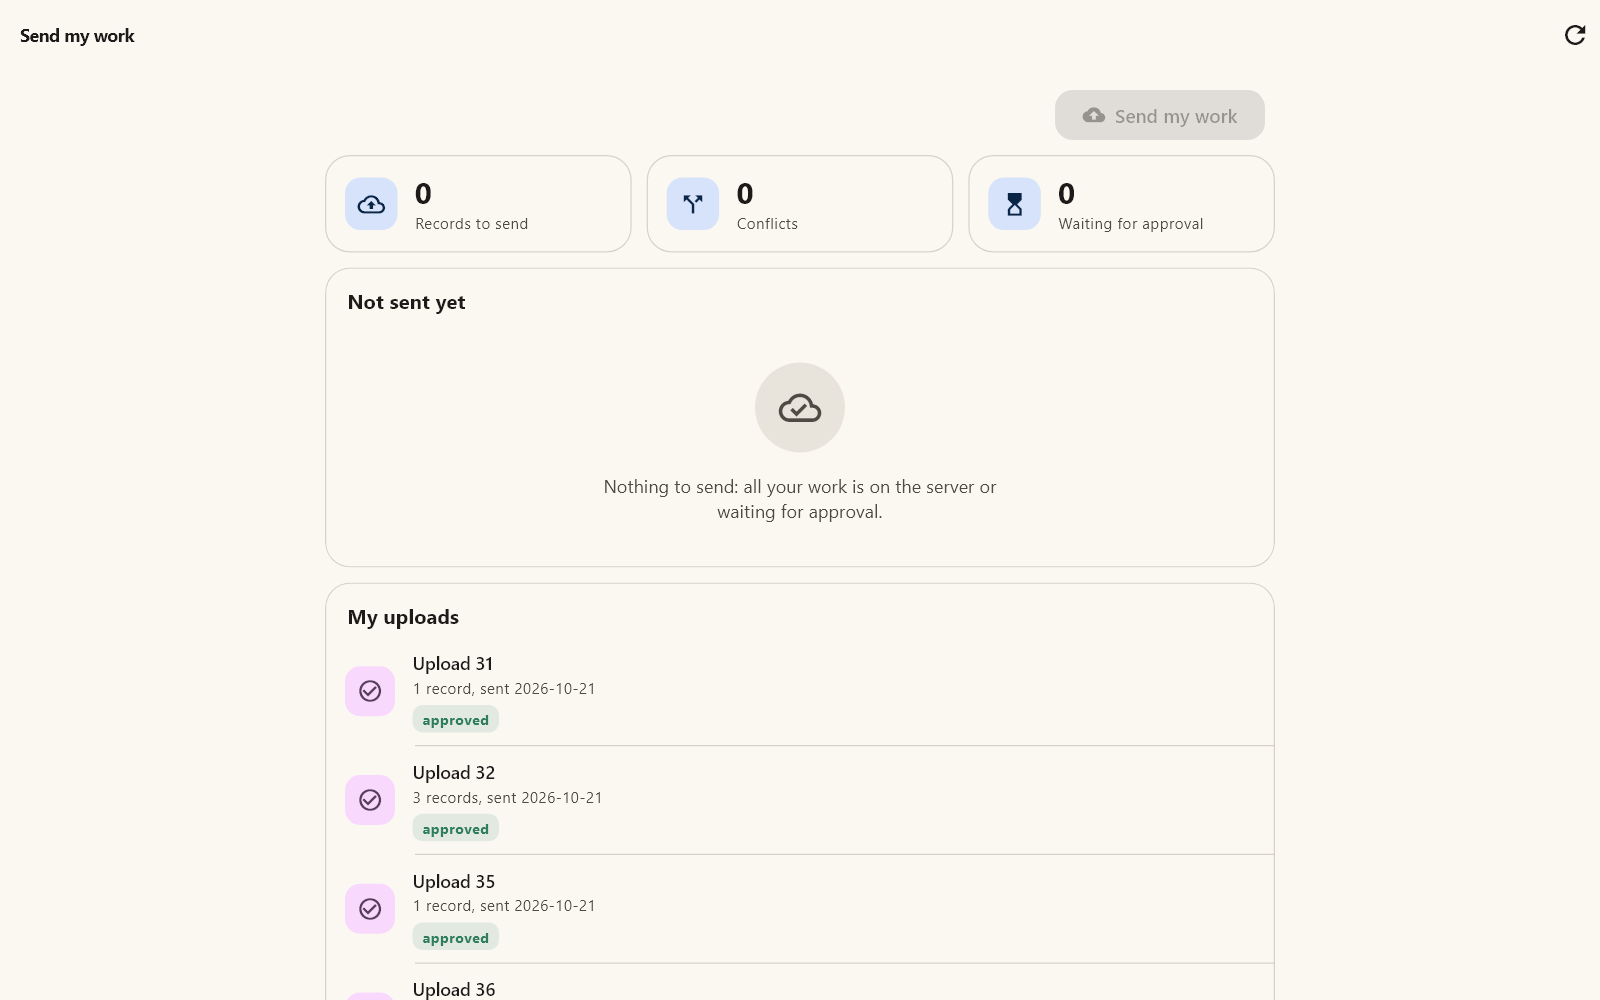 Send my work
Send my work
0
Records to send
0
Conflicts
0
Waiting for approval
Not sent yet
Nothing to send: all your work is on the server or
waiting for approval.
My uploads
Upload 31
1 record, sent 2026-10-21
approved
Upload 32
3 records, sent 2026-10-21
approved
Upload 35
1 record, sent 2026-10-21
approved
Upload 36